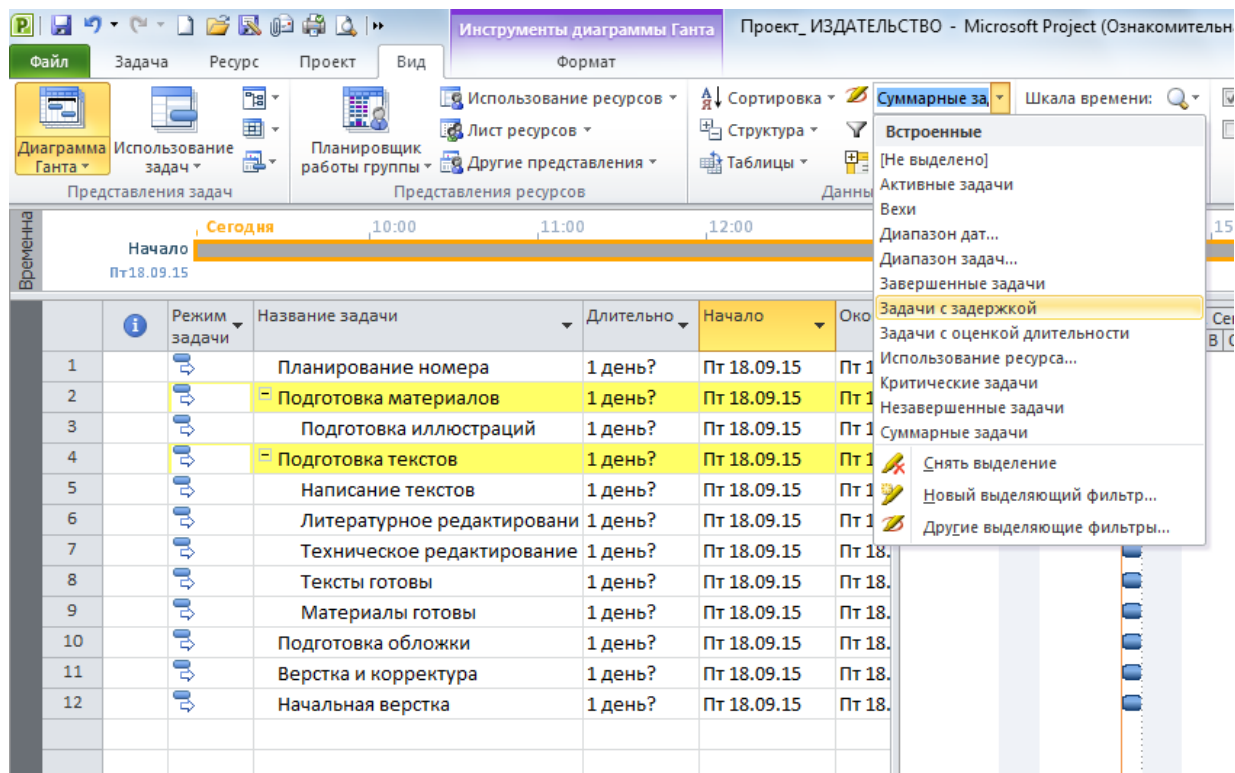 Инструменты диаграммы Ганта
Проект_ ИЗДАТЕЛЬСТВО - Microsoft Project (Ознакомительн
Файл Задача Ресурс Проект Вид Формат
Диаграмма Ганта
Использование задач
Представления задач
Планировщик работы группы
Использование ресурсов
Лист ресурсов
Другие представления
Представления ресурсов
Сортировка
Структура
Таблицы
Суммарные за
Данны
Шкала времени:
Встроенные
[Не выделено]
Активные задачи
Вехи
Диапазон дат...
Диапазон задач...
Завершенные задачи
Задачи с задержкой
Задачи с оценкой длительности
Использование ресурса...
Критические задачи
Незавершенные задачи
Суммарные задачи
Снять выделение
Новый выделяющий фильтр...
Другие выделяющие фильтры...
Временна
Сегодня 10:00 11:00 12:00 15
Начало
Пт18.09.15
Режим задачи Название задачи Длительно Начало Око
В С
1 Планирование номера 1 день? Пт 18.09.15 Пт 1
2 Подготовка материалов 1 день? Пт 18.09.15 Пт 1
3 Подготовка иллюстраций 1 день? Пт 18.09.15 Пт 1
4 Подготовка текстов 1 день? Пт 18.09.15 Пт 1
5 Написание текстов 1 день? Пт 18.09.15 Пт 1
6 Литературное редактировани 1 день? Пт 18.09.15 Пт 1
7 Техническое редактирование 1 день? Пт 18.09.15 Пт 18.
8 Тексты готовы 1 день? Пт 18.09.15 Пт 18.
9 Материалы готовы 1 день? Пт 18.09.15 Пт 18.
10 Подготовка обложки 1 день? Пт 18.09.15 Пт 18.
11 Верстка и корректура 1 день? Пт 18.09.15 Пт 18.
12 Начальная верстка 1 день? Пт 18.09.15 Пт 18.